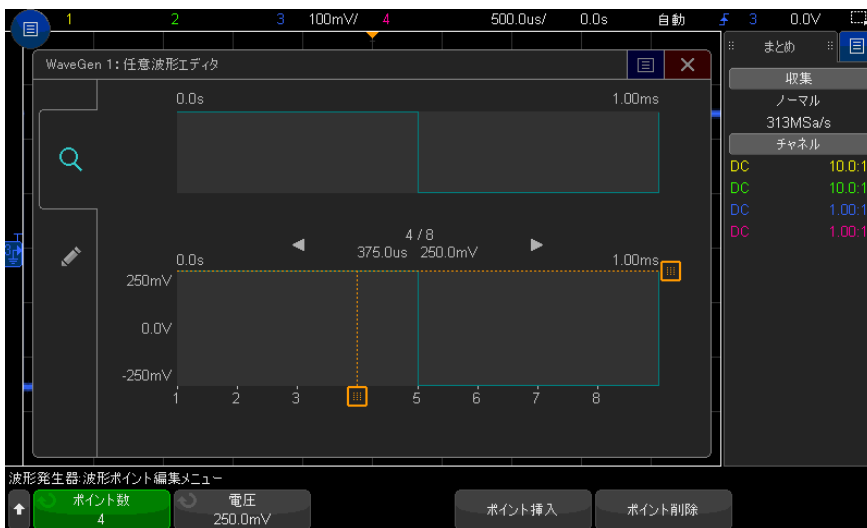 1 2 3 100mV/ 4 500.0us/ 0.0s 自動 3 0.0V
まとめ
収集
ノーマル
313MSa/s
チャネル
DC 10.0:1
DC 10.0:1
DC 1.00:1
DC 1.00:1
WaveGen 1: 任意波形エディタ
0.0s 1.00ms
4 / 8
375.0us 250.0mV
0.0s 1.00ms
250mV
0.0V
-250mV
1 2 3 5 6 7 8
波形発生器:波形ポイント編集メニュー
ポイント数
4
電圧
250.0mV
ポイント挿入
ポイント削除